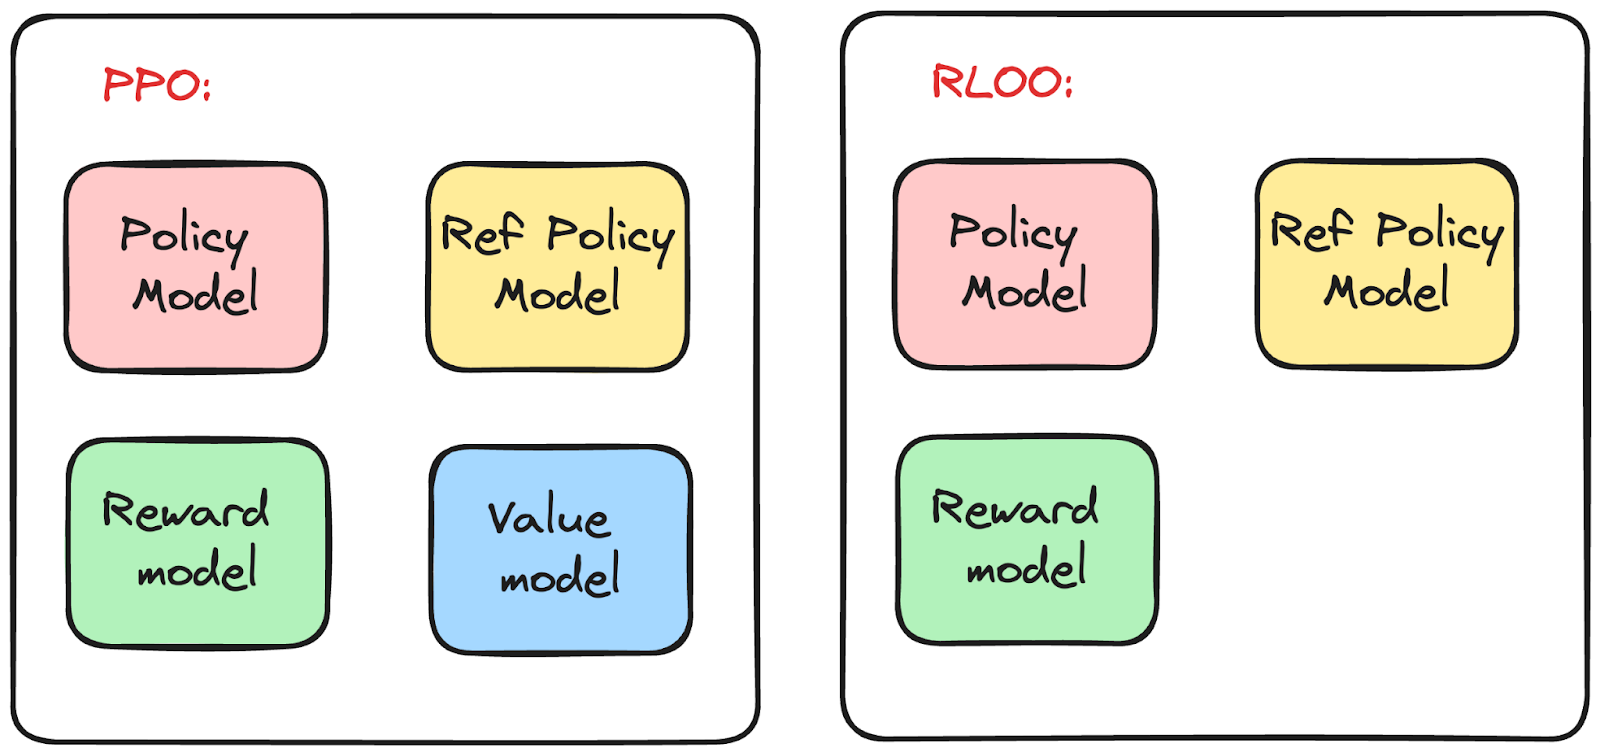 PPO:
Policy
Model
Ref Policy
Model
Reward
model
Value
model
RLOO:
Policy
Model
Ref Policy
Model
Reward
model